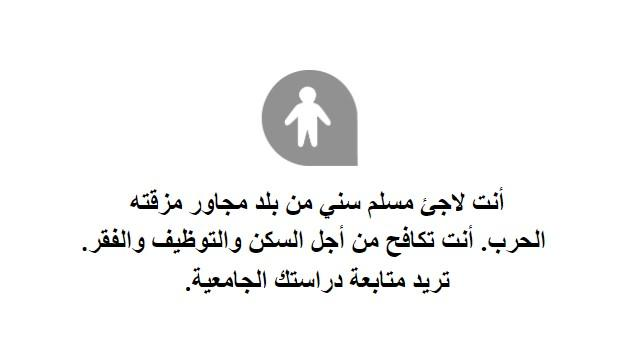 أنت لاجئ مسلم سني من بلد مجاور مزقته
الحرب. أنت تكافح من أجل السكن والتوظيف والفقر.
تريد متابعة دراستك الجامعية.